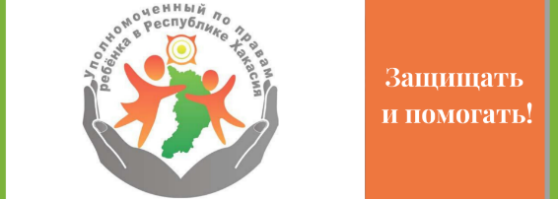 Уполномоченный по правам
ребёнка в Республике Хакасия
Защищать
и помогать!